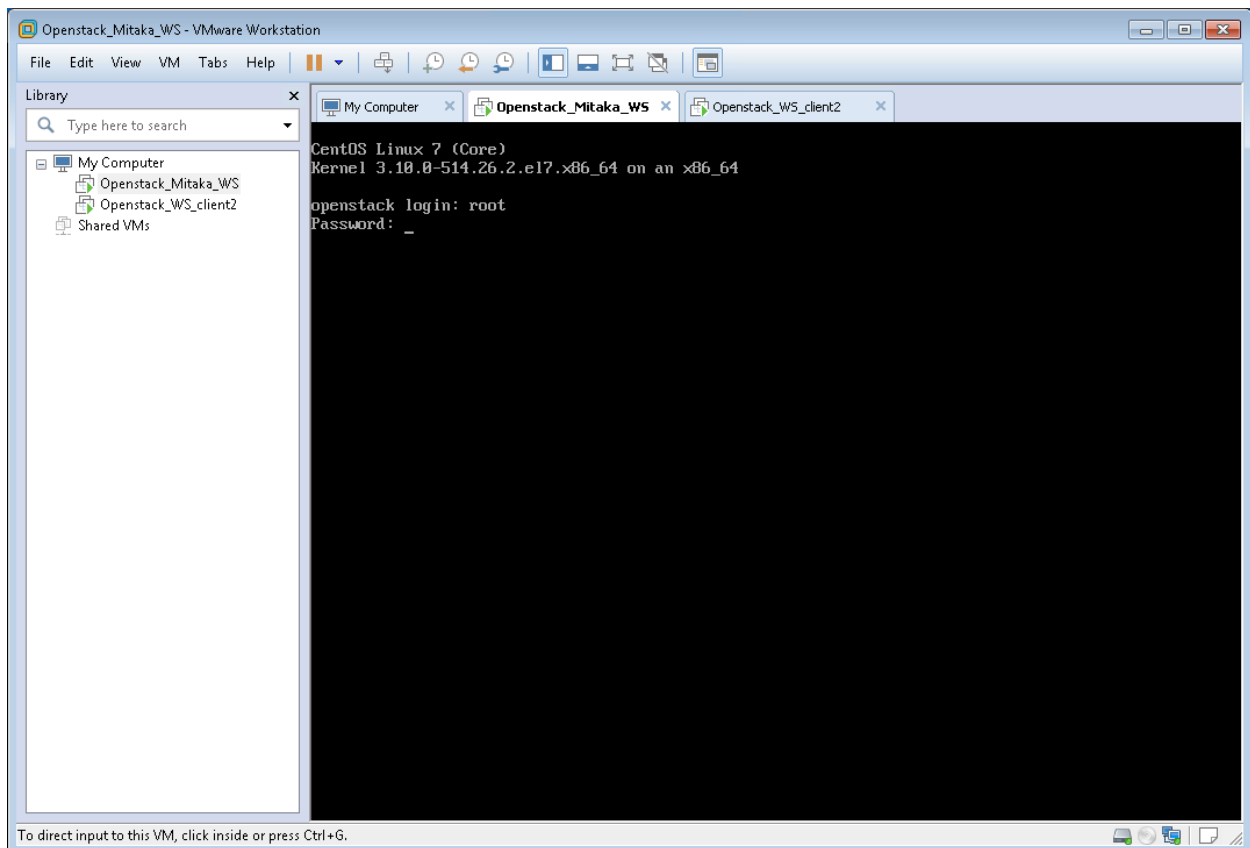 Openstack_Mitaka_WS - VMware Workstation
File Edit View VM Tabs Help
Library
Type here to search
My Computer
Openstack_Mitaka_WS
Openstack_WS_client2
Shared VMs
My Computer
Openstack_Mitaka_WS
Openstack_WS_client2
CentOS Linux 7 (Core)
Kernel 3.10.0-514.26.2.el7.x86_64 on an x86_64
openstack login: root
Password: _
To direct input to this VM, click inside or press Ctrl+G.